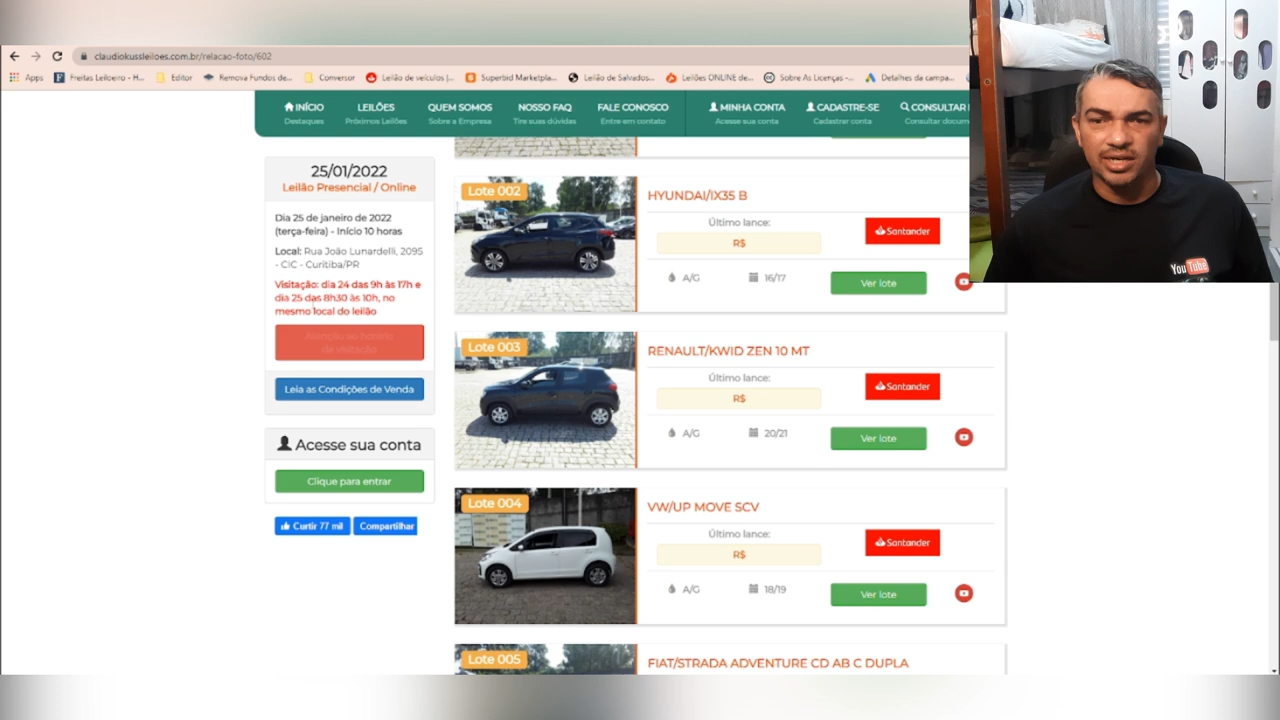 claudiokussleiloes.com.br/relacao-foto/602
Apps Freitas Leiloeiro - H... Editor Remova Fundos de... Conversor Leilão de veículos |... Superbid Marketpla... Leilão de Salvados... Leilões ONLINE de... Sobre As Licenças -... Detalhes da campa...
INÍCIO LEILÕES QUEM SOMOS NOSSO FAQ FALE CONOSCO MINHA CONTA CADASTRE-SE CONSULTAR
Destaques Próximos Leilões Sobre a Empresa Tire suas dúvidas Entre em contato Acesse sua conta Cadastrar conta Consultar docum
25/01/2022
Leilão Presencial / Online
Dia 25 de janeiro de 2022
(terça-feira) - Início 10 horas
Local: Rua João Lunardelli, 2095
- CIC - Curitiba/PR
Visitação: dia 24 das 9h às 17h e
dia 25 das 8h30 às 10h, no
mesmo local do leilão
Atenção ao horário
de visitação
Leia as Condições de Venda
Acesse sua conta
Clique para entrar
Curtir 77 mil Compartilhar
Lote 002
HYUNDAI/IX35 B
Último lance:
R$
Santander
A/G 16/17 Ver lote
Lote 003
RENAULT/KWID ZEN 10 MT
Último lance:
R$
Santander
A/G 20/21 Ver lote
Lote 004
VW/UP MOVE SCV
Último lance:
R$
Santander
A/G 18/19 Ver lote
Lote 005
FIAT/STRADA ADVENTURE CD AB C DUPLA
YouTube